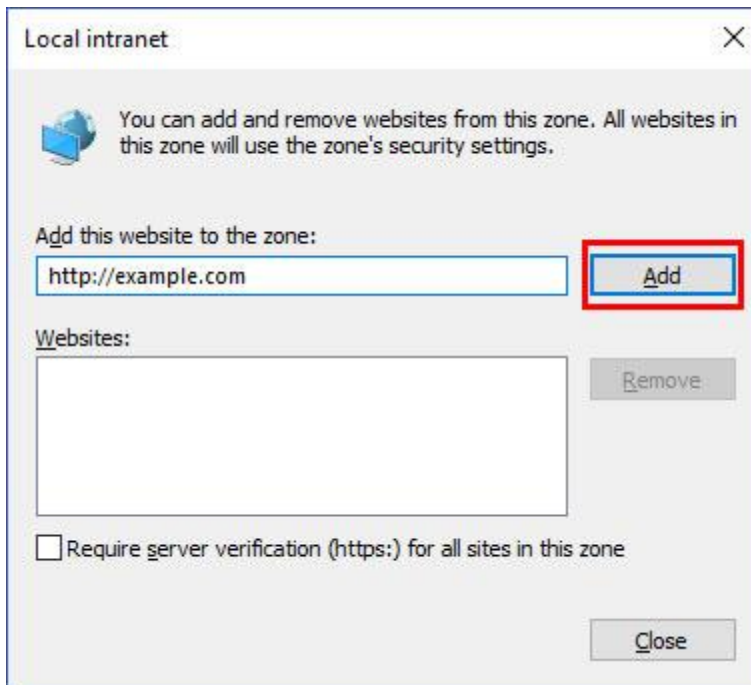 Local intranet
You can add and remove websites from this zone. All websites in
this zone will use the zone's security settings.
Add this website to the zone:
http://example.com
Add
Websites:
Remove
Require server verification (https:) for all sites in this zone
Close